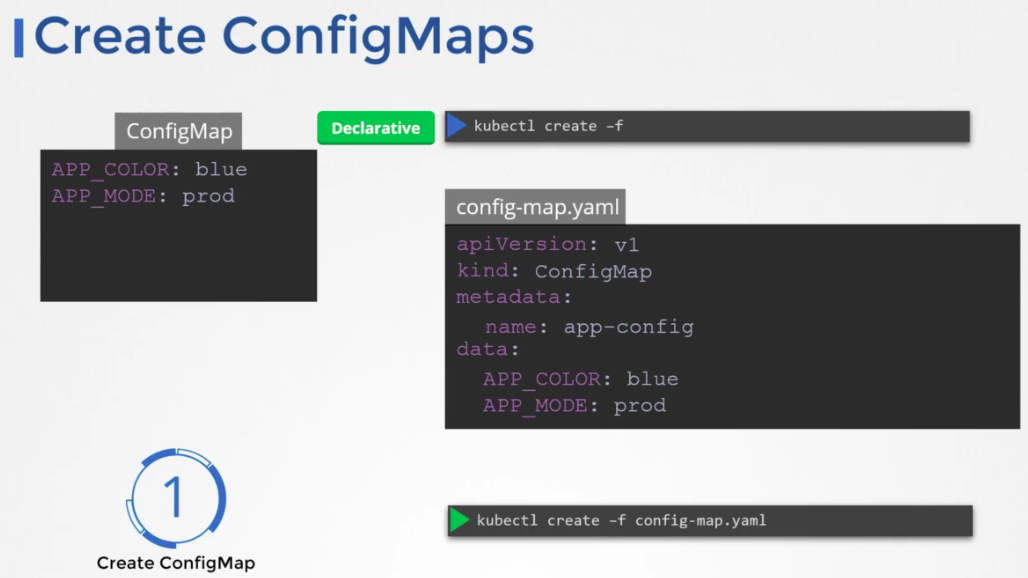 Create ConfigMaps
ConfigMap
APP_COLOR: blue
APP_MODE: prod
Declarative
kubectl create –f
config-map.yaml
apiVersion: v1
kind: ConfigMap
metadata:
  name: app-config
data:
  APP_COLOR: blue
  APP_MODE: prod
1
Create ConfigMap
kubectl create –f config-map.yaml